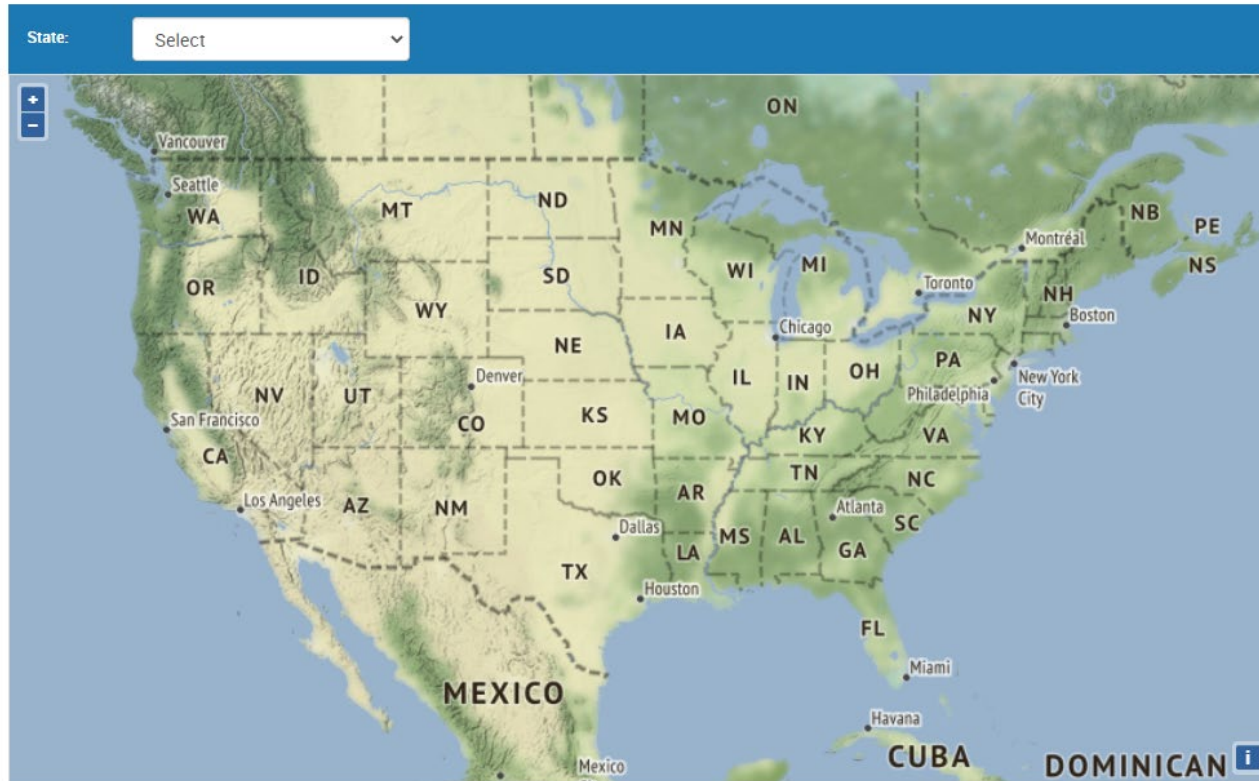 State:
Select
+
−
ON
Vancouver
Seattle
WA
MT
ND
MN
NB
PE
Montréal
NS
OR
ID
SD
WI
MI
Toronto
NH
WY
NY
Boston
Chicago
IA
NE
PA
Denver
IL
IN
OH
New York
City
Philadelphia
NV
UT
CO
KS
MO
San Francisco
KY
VA
CA
TN
NC
OK
AR
Los Angeles
AZ
NM
Atlanta
SC
Dallas
MS
AL
GA
LA
TX
Houston
FL
Miami
MEXICO
Havana
CUBA
DOMINICAN
i
Mexico